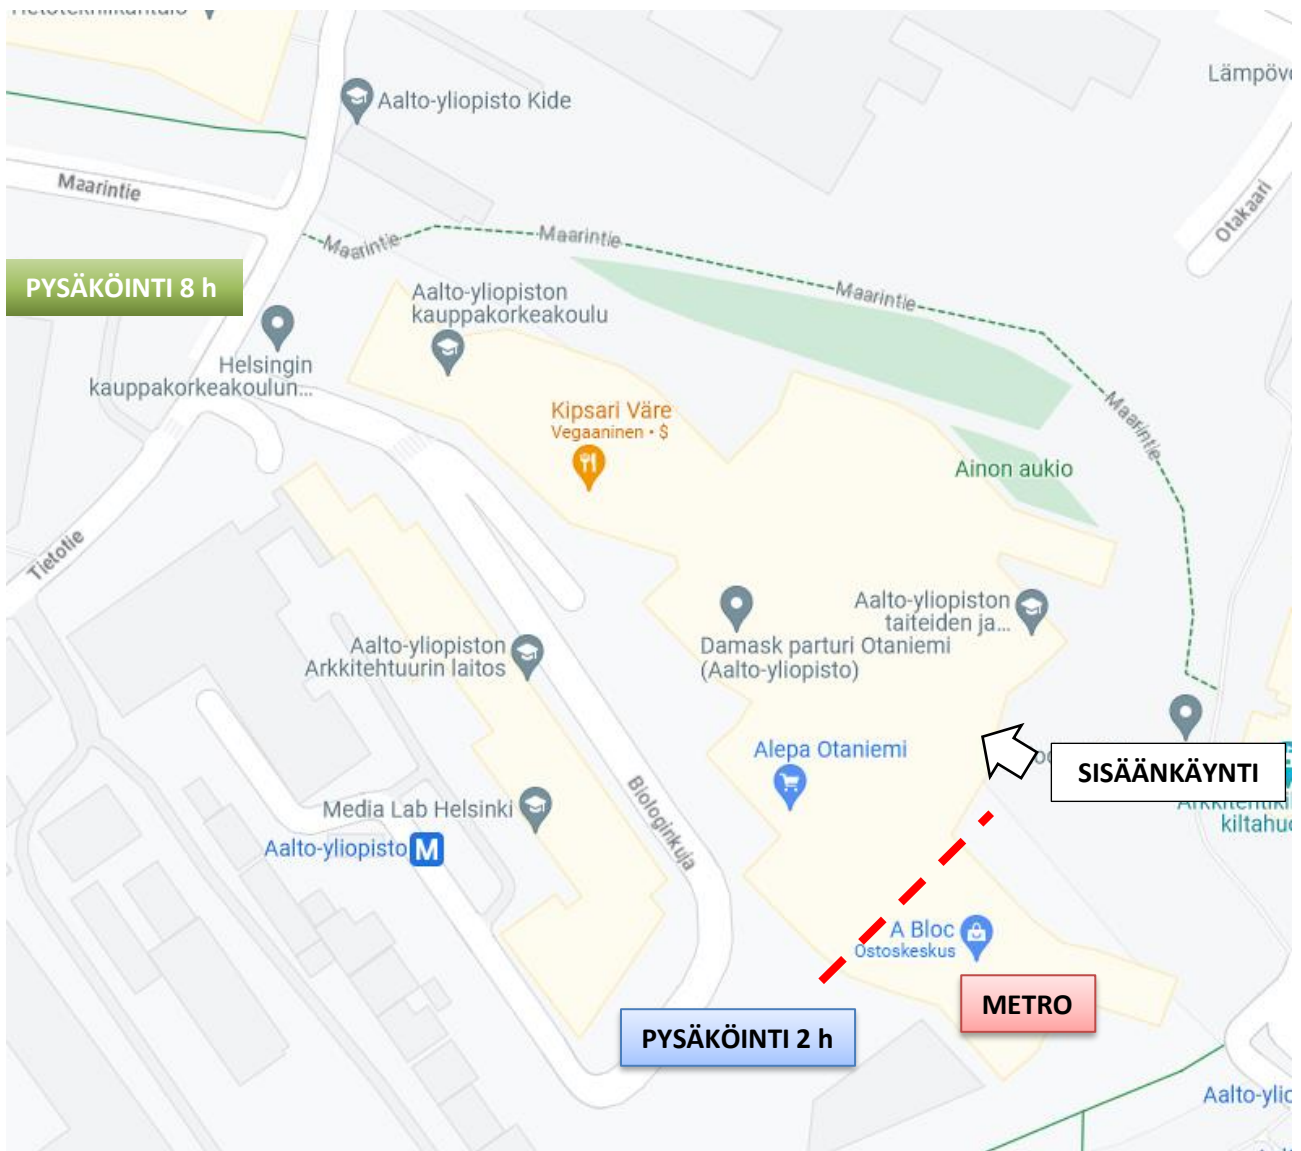 Lämpöv
Aalto-yliopisto Kide
Maarintie
Otakaari
Maarintie
Maarintie
Maarintie
PYSÄKÖINTI 8 h
Aalto-yliopiston
kauppakorkeakoulu
Helsingin
kauppakorkeakoulun...
Maarintie
Kipsari Väre
Vegaaninen • $
Ainon aukio
Tietotie
Aalto-yliopiston
taiteiden ja...
Aalto-yliopiston
Arkkitehtuurin laitos
Damask parturi Otaniemi
(Aalto-yliopisto)
Alepa Otaniemi
SISÄÄNKÄYNTI
Media Lab Helsinki
Biologinkuja
kiltahu
Aalto-yliopisto M
A Bloc
Ostoskeskus
METRO
PYSÄKÖINTI 2 h
Aalto-ylio